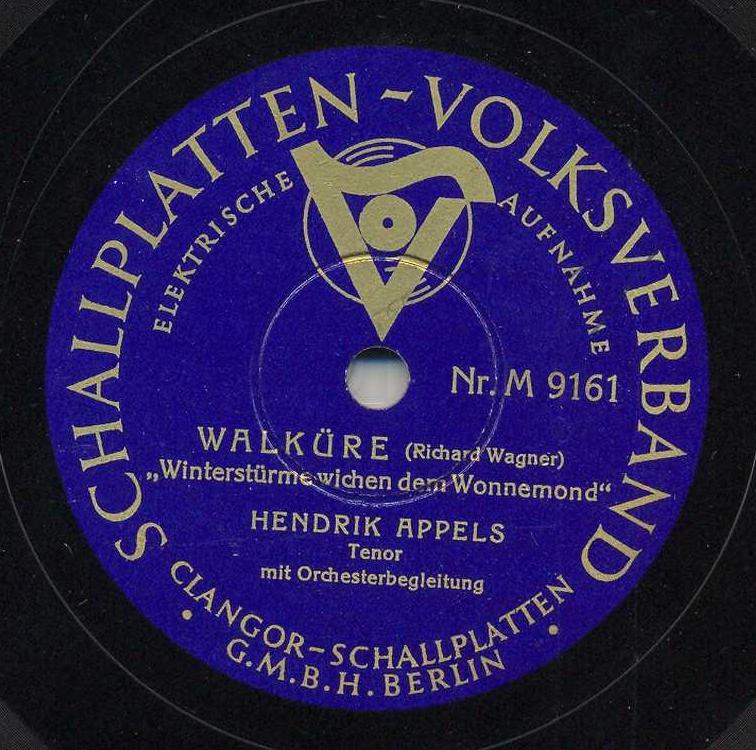 SCHALLPLATTEN-VOLKSVERBAND
ELEKTRISCHE AUFNAHME
Nr. M 9161
WALKÜRE (Richard Wagner)
„Winterstürme wichen dem Wonnemond“
HENDRIK APPELS
Tenor
mit Orchesterbegleitung
• CLANGOR-SCHALLPLATTEN •
G.M.B.H. BERLIN